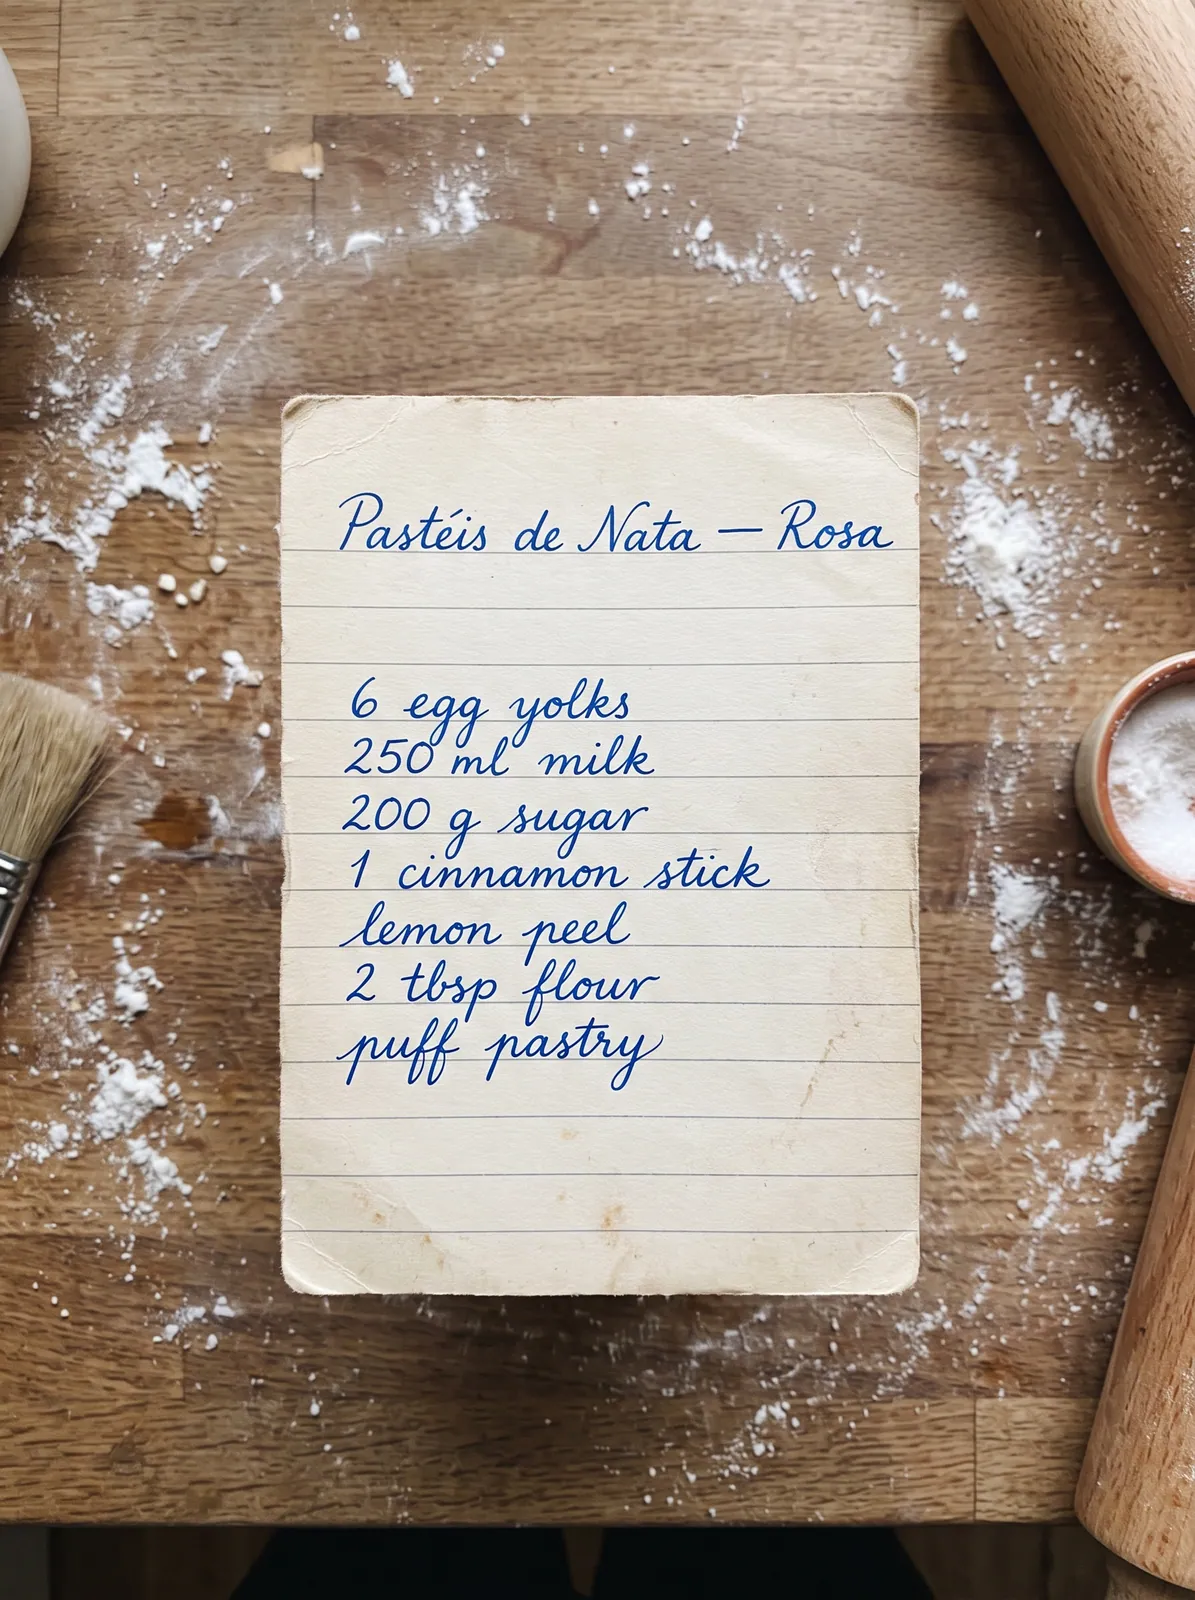 Pastéis de Nata — Rosa
6 egg yolks
250 ml milk
200 g sugar
1 cinnamon stick
lemon peel
2 tbsp flour
puff pastry